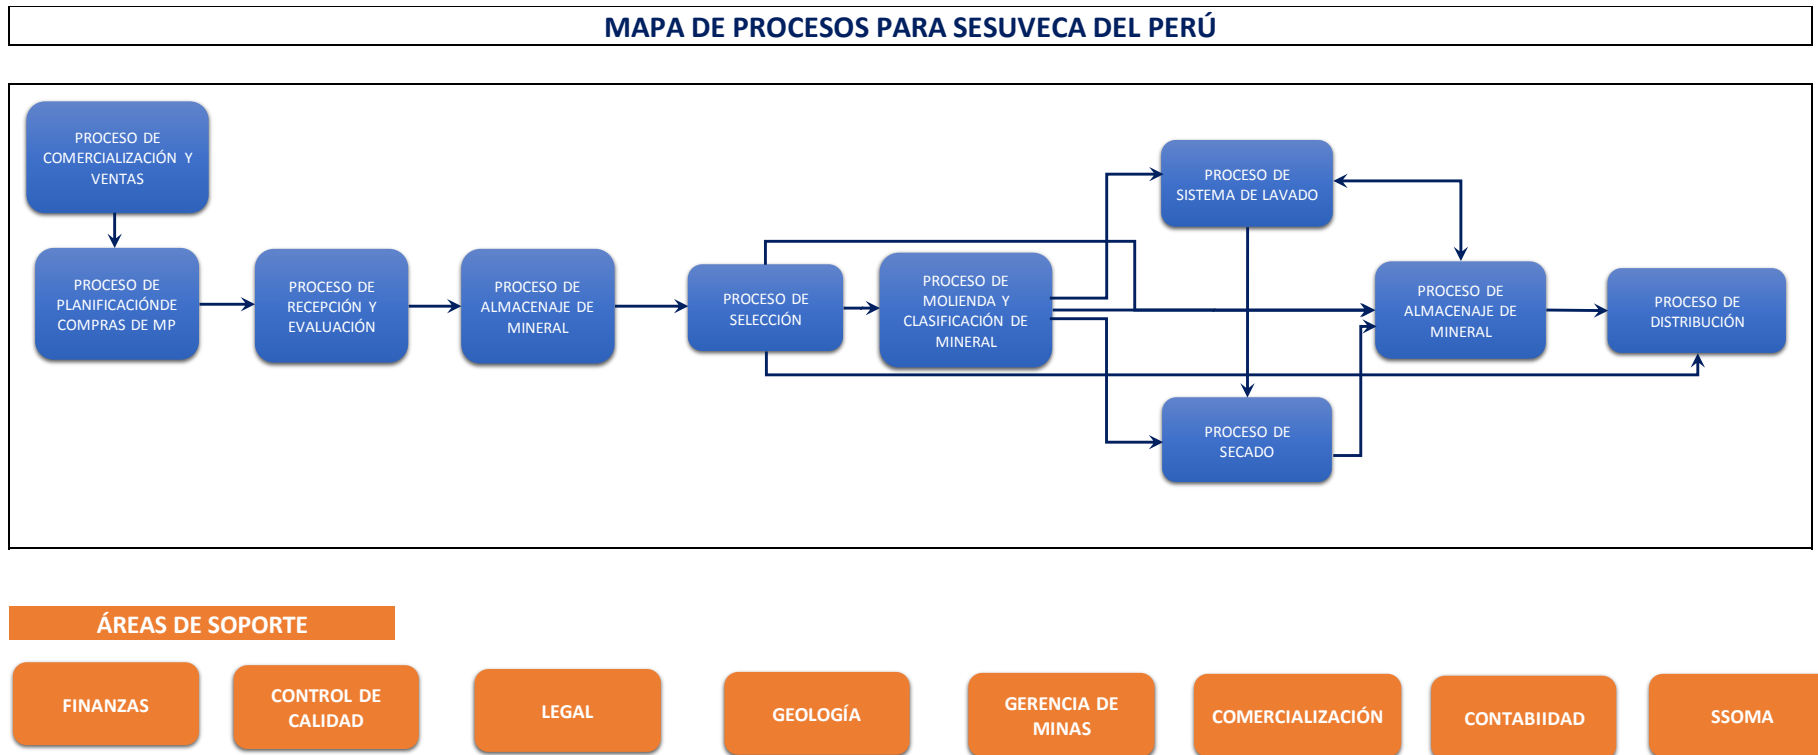 MAPA DE PROCESOS PARA SESUVECA DEL PERÚ
PROCESO DE
COMERCIALIZACIÓN Y
VENTAS
PROCESO DE
PLANIFICACIÓNDE
COMPRAS DE MP
PROCESO DE
RECEPCIÓN Y
EVALUACIÓN
PROCESO DE
ALMACENAJE DE
MINERAL
PROCESO DE
SELECCIÓN
PROCESO DE
MOLIENDA Y
CLASIFICACIÓN DE
MINERAL
PROCESO DE
SISTEMA DE LAVADO
PROCESO DE
SECADO
PROCESO DE
ALMACENAJE DE
MINERAL
PROCESO DE
DISTRIBUCIÓN
ÁREAS DE SOPORTE
FINANZAS
CONTROL DE
CALIDAD
LEGAL
GEOLOGÍA
GERENCIA DE
MINAS
COMERCIALIZACIÓN
CONTABIIDAD
SSOMA